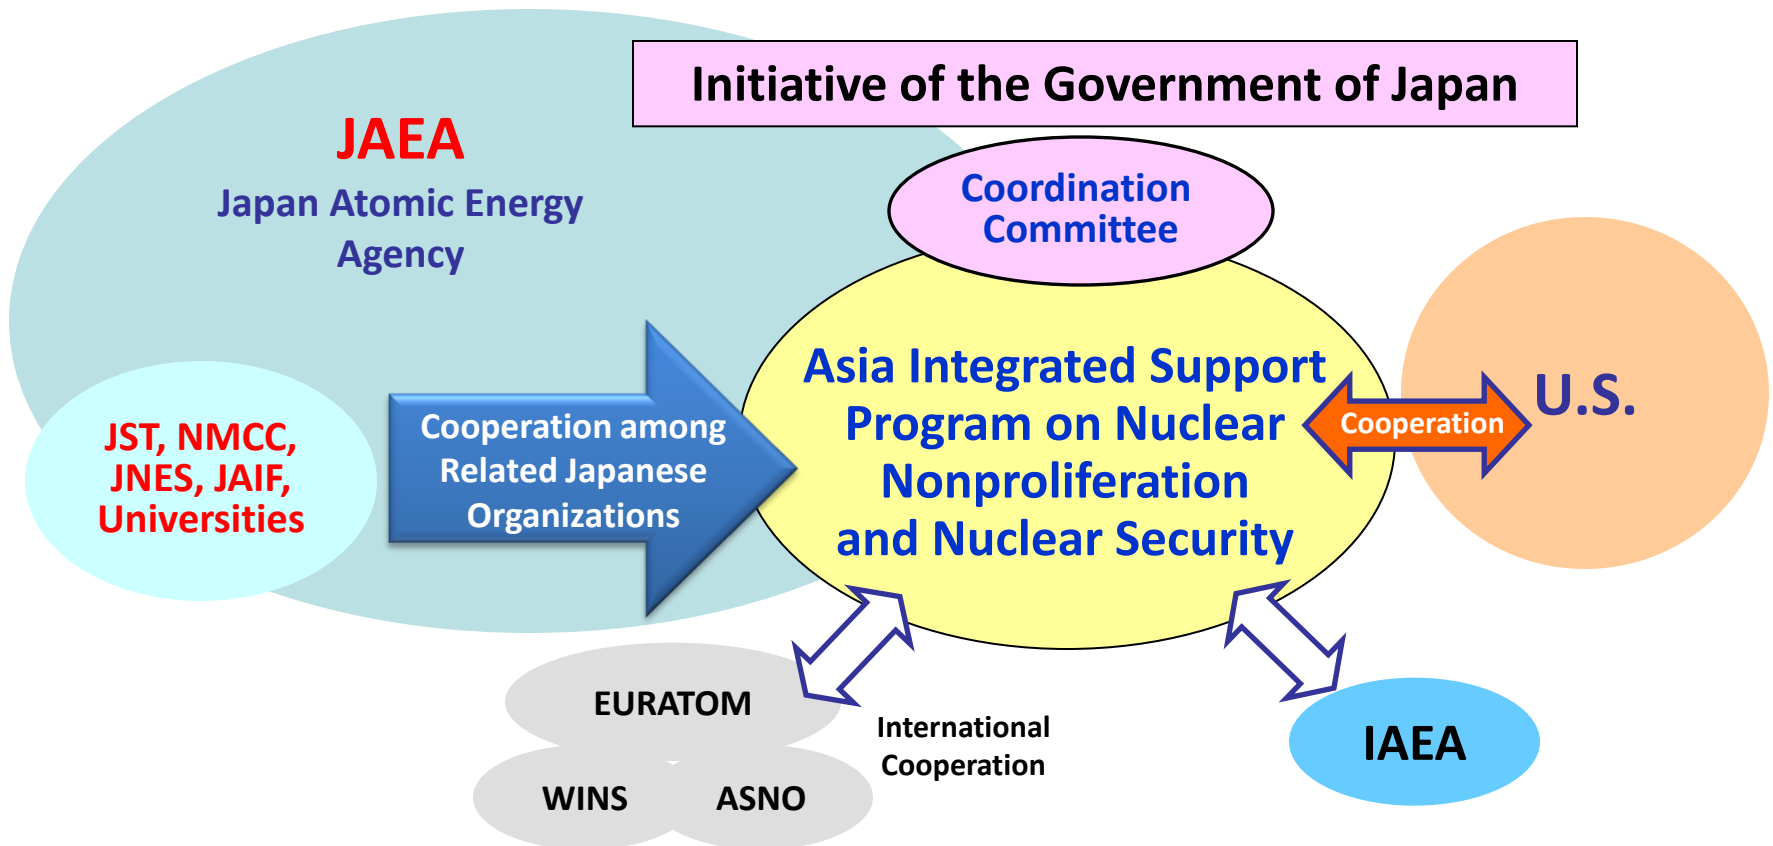 Initiative of the Government of Japan
JAEA
Japan Atomic Energy
Agency
Coordination
Committee
Asia Integrated Support
Program on Nuclear
Nonproliferation
and Nuclear Security
Cooperation
U.S.
JST, NMCC,
JNES, JAIF,
Universities
Cooperation among
Related Japanese
Organizations
EURATOM
WINS
ASNO
International
Cooperation
IAEA